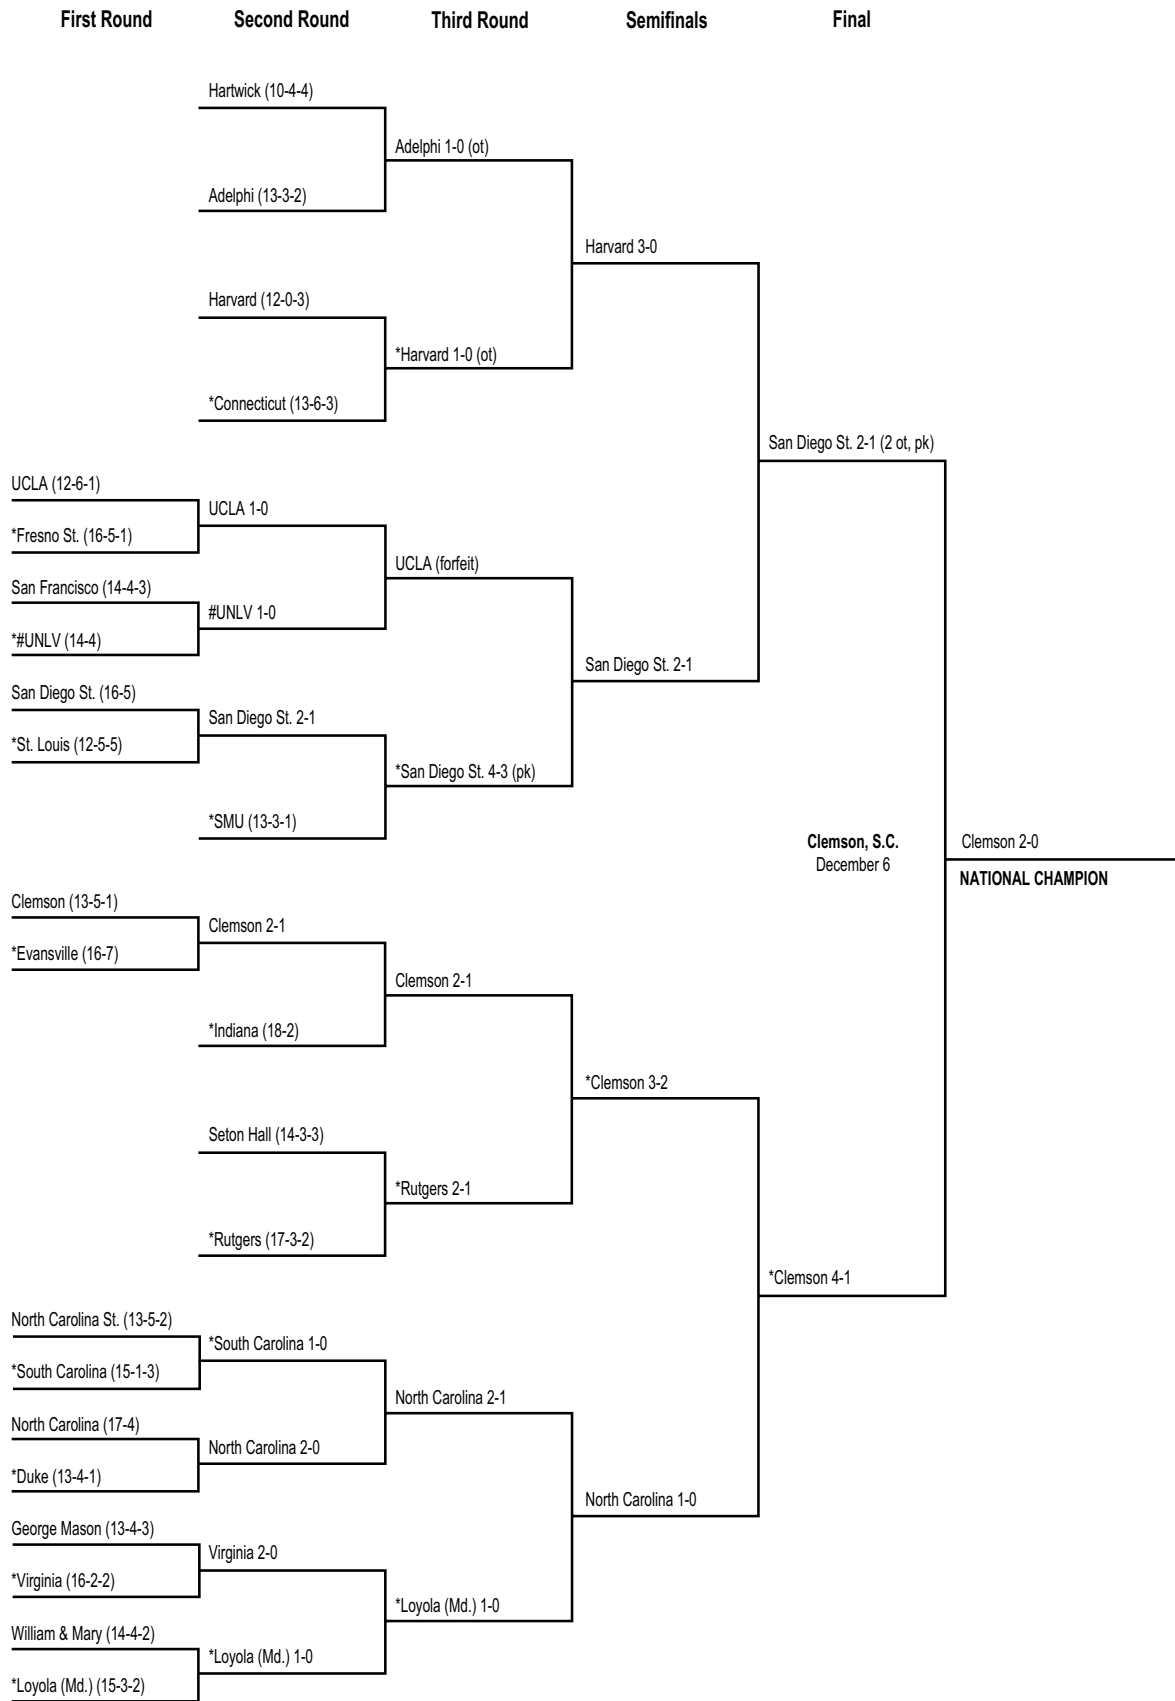 First Round
Second Round
Third Round
Semifinals
Final
Hartwick (10-4-4)
Adelphi 1-0 (ot)
Adelphi (13-3-2)
Harvard 3-0
Harvard (12-0-3)
*Harvard 1-0 (ot)
*Connecticut (13-6-3)
San Diego St. 2-1 (2 ot, pk)
UCLA (12-6-1)
UCLA 1-0
*Fresno St. (16-5-1)
UCLA (forfeit)
San Francisco (14-4-3)
#UNLV 1-0
*#UNLV (14-4)
San Diego St. 2-1
San Diego St. (16-5)
San Diego St. 2-1
*St. Louis (12-5-5)
*San Diego St. 4-3 (pk)
*SMU (13-3-1)
Clemson, S.C.
December 6
Clemson 2-0
NATIONAL CHAMPION
Clemson (13-5-1)
Clemson 2-1
*Evansville (16-7)
Clemson 2-1
*Indiana (18-2)
*Clemson 3-2
Seton Hall (14-3-3)
*Rutgers 2-1
*Rutgers (17-3-2)
*Clemson 4-1
North Carolina St. (13-5-2)
*South Carolina 1-0
*South Carolina (15-1-3)
North Carolina 2-1
North Carolina (17-4)
North Carolina 2-0
*Duke (13-4-1)
North Carolina 1-0
George Mason (13-4-3)
Virginia 2-0
*Virginia (16-2-2)
*Loyola (Md.) 1-0
William & Mary (14-4-2)
*Loyola (Md.) 1-0
*Loyola (Md.) (15-3-2)